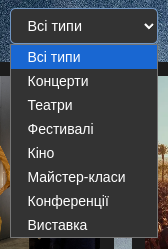 Всі типи
Всі типи
Концерти
Театри
Фестивалі
Кіно
Майстер-класи
Конференції
Виставка